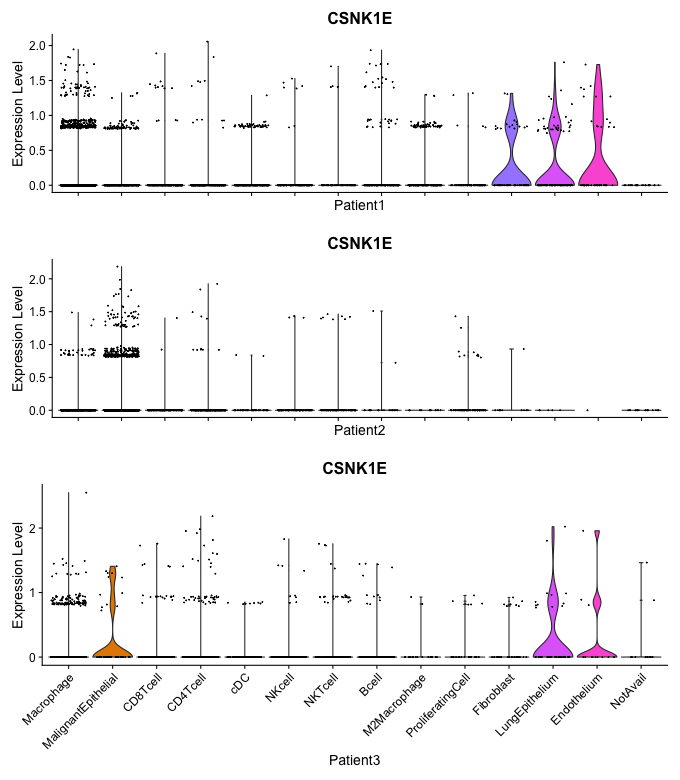 CSNK1E
Expression Level
2.0
1.5
1.0
0.5
0.0
Patient1
CSNK1E
Expression Level
2.0
1.5
1.0
0.5
0.0
Patient2
CSNK1E
Expression Level
2
1
0
Macrophage
MalignantEpithelial
CD8Tcell
CD4Tcell
cDC
NKcell
NKTcell
Bcell
M2Macrophage
ProliferatingCell
Fibroblast
LungEpithelium
Endothelium
NotAvail
Patient3